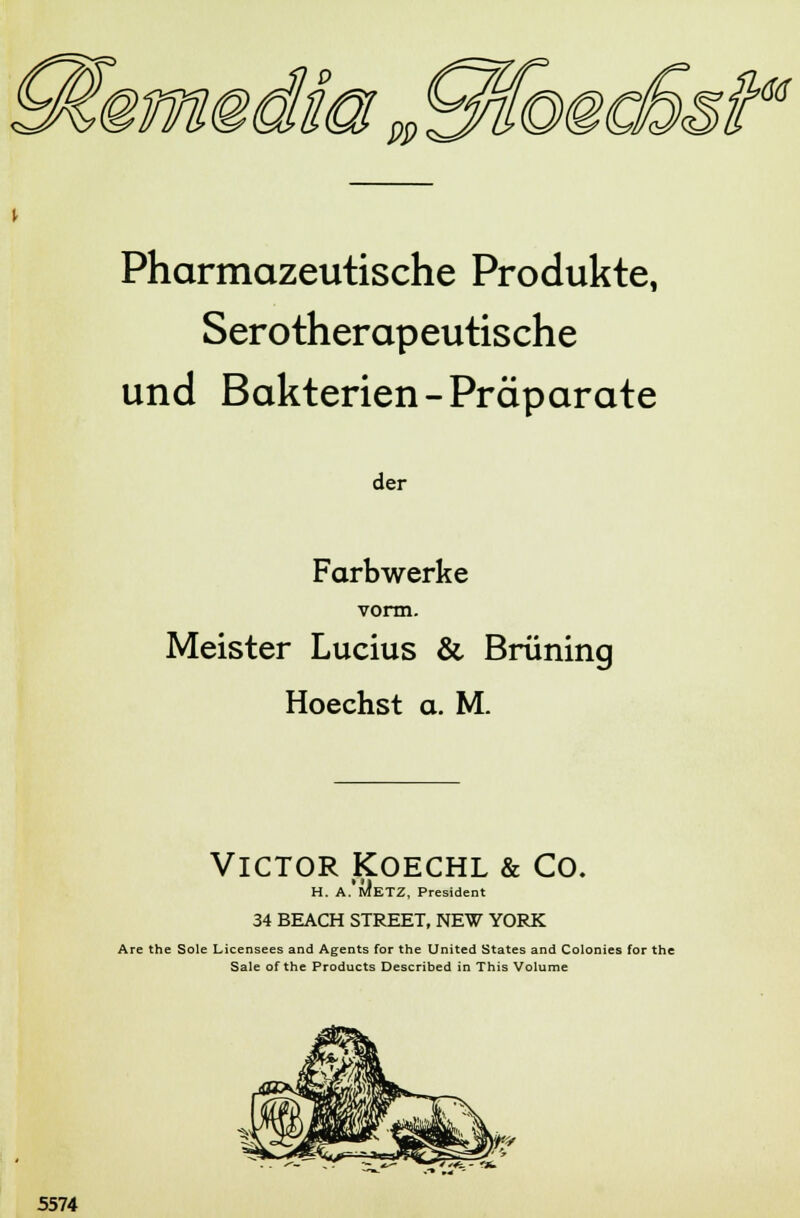 Remedia „Hoechst“
Pharmazeutische Produkte,
Serotherapeutische
und Bakterien-Präparate
der
Farbwerke
vorm.
Meister Lucius & Brüning
Hoechst a. M.
VICTOR KOECHL & CO.
H. A. METZ, President
34 BEACH STREET, NEW YORK
Are the Sole Licensees and Agents for the United States and Colonies for the
Sale of the Products Described in This Volume
5574